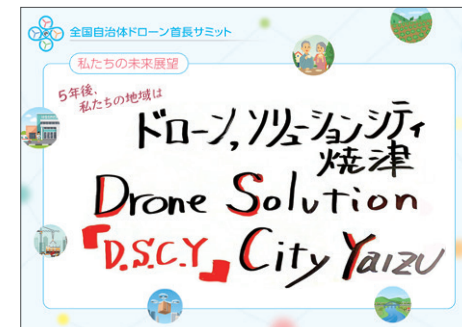 全国自治体ドローン首長サミット
私たちの未来展望
5年後、
私たちの地域は
ドローン,ソリューションシティ
焼津
Drone Solution
「D.S.C.Y」 City Yaizu